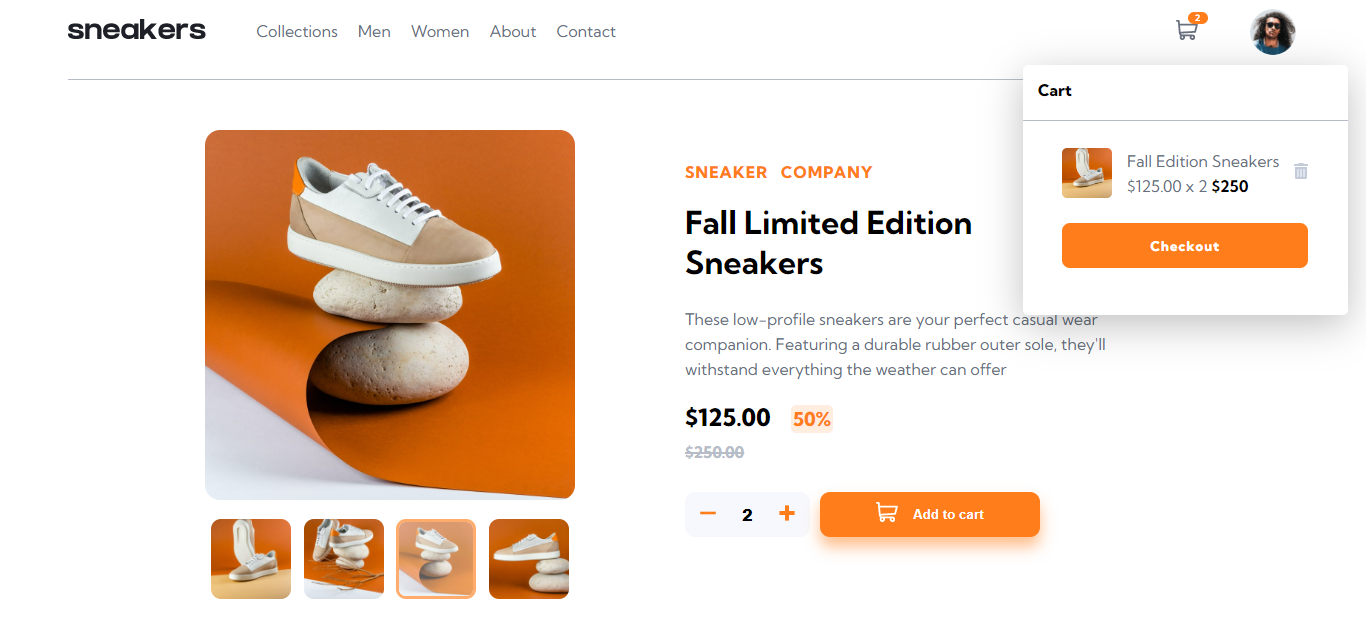 sneakers
Collections Men Women About Contact
2
Cart
Fall Edition Sneakers
$125.00 x 2 $250
Checkout
SNEAKER COMPANY
Fall Limited Edition
Sneakers
These low-profile sneakers are your perfect casual wear
companion. Featuring a durable rubber outer sole, they'll
withstand everything the weather can offer
$125.00 50%
$250.00
2
Add to cart